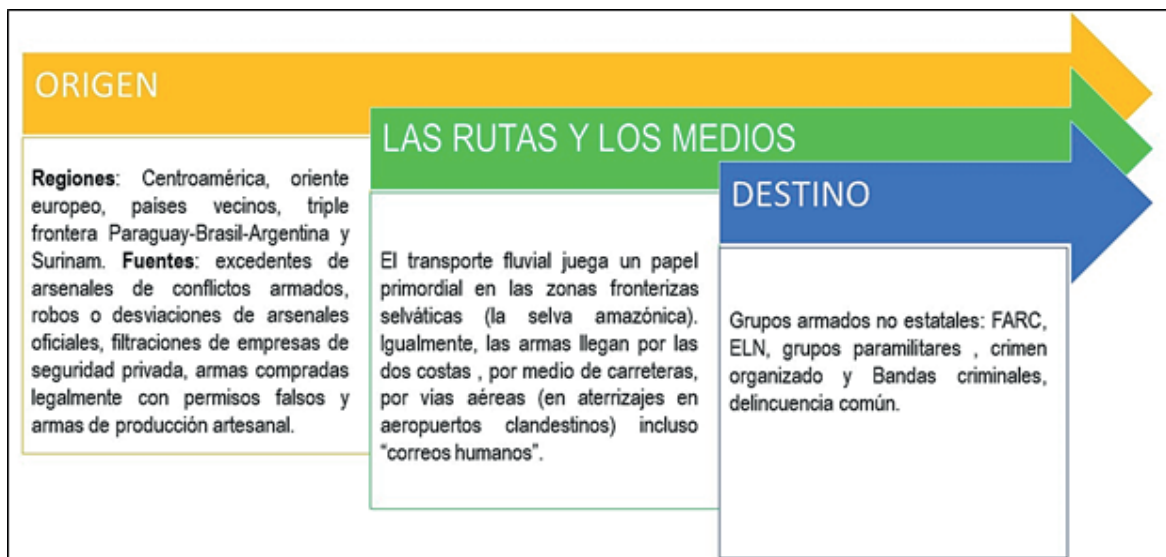 ORIGEN
Regiones: Centroamérica, oriente
europeo, países vecinos, triple
frontera Paraguay-Brasil-Argentina y
Surinam. Fuentes: excedentes de
arsenales de conflictos armados,
robos o desviaciones de arsenales
oficiales, filtraciones de empresas de
seguridad privada, armas compradas
legalmente con permisos falsos y
armas de producción artesanal.
LAS RUTAS Y LOS MEDIOS
El transporte fluvial juega un papel
primordial en las zonas fronterizas
selváticas (la selva amazónica).
Igualmente, las armas llegan por las
dos costas , por medio de carreteras,
por vías aéreas (en aterrizajes en
aeropuertos clandestinos) incluso
“correos humanos”.
DESTINO
Grupos armados no estatales: FARC,
ELN, grupos paramilitares , crimen
organizado y Bandas criminales,
delincuencia común.